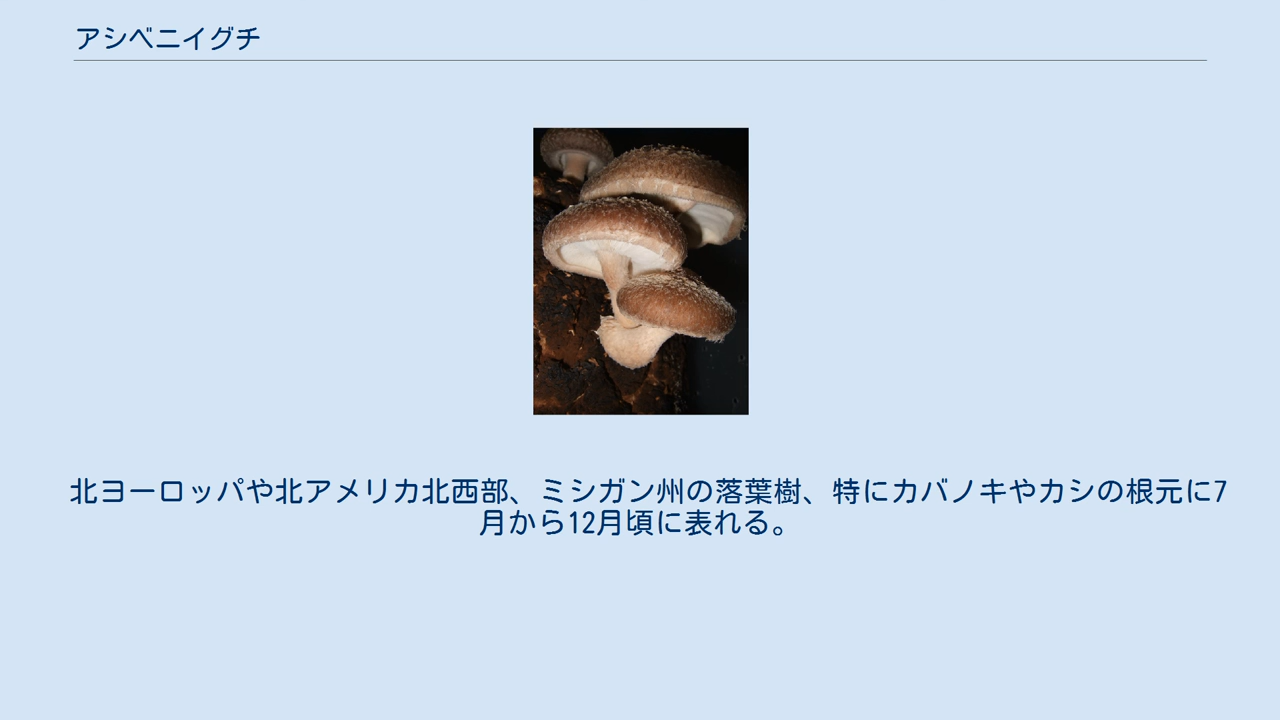 アシベニイグチ
北ヨーロッパや北アメリカ北西部、ミシガン州の落葉樹、特にカバノキやカシの根元に7
月から12月頃に表れる。